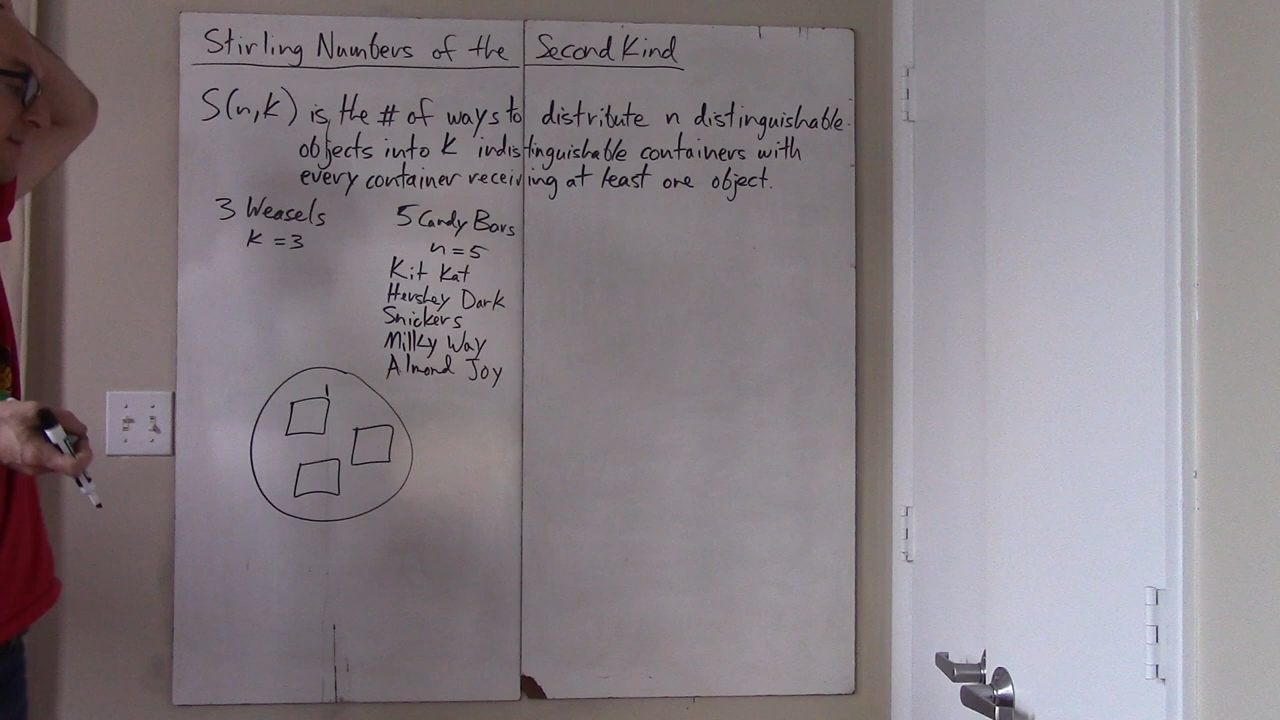 Stirling Numbers of the Second Kind
S(n,k) is the # of ways to distribute n distinguishable
objects into k indistinguishable containers with
every container receiving at least one object.
3 Weasels
k = 3
5 Candy Bars
n = 5
Kit Kat
Hershey Dark
Snickers
Milky Way
Almond Joy